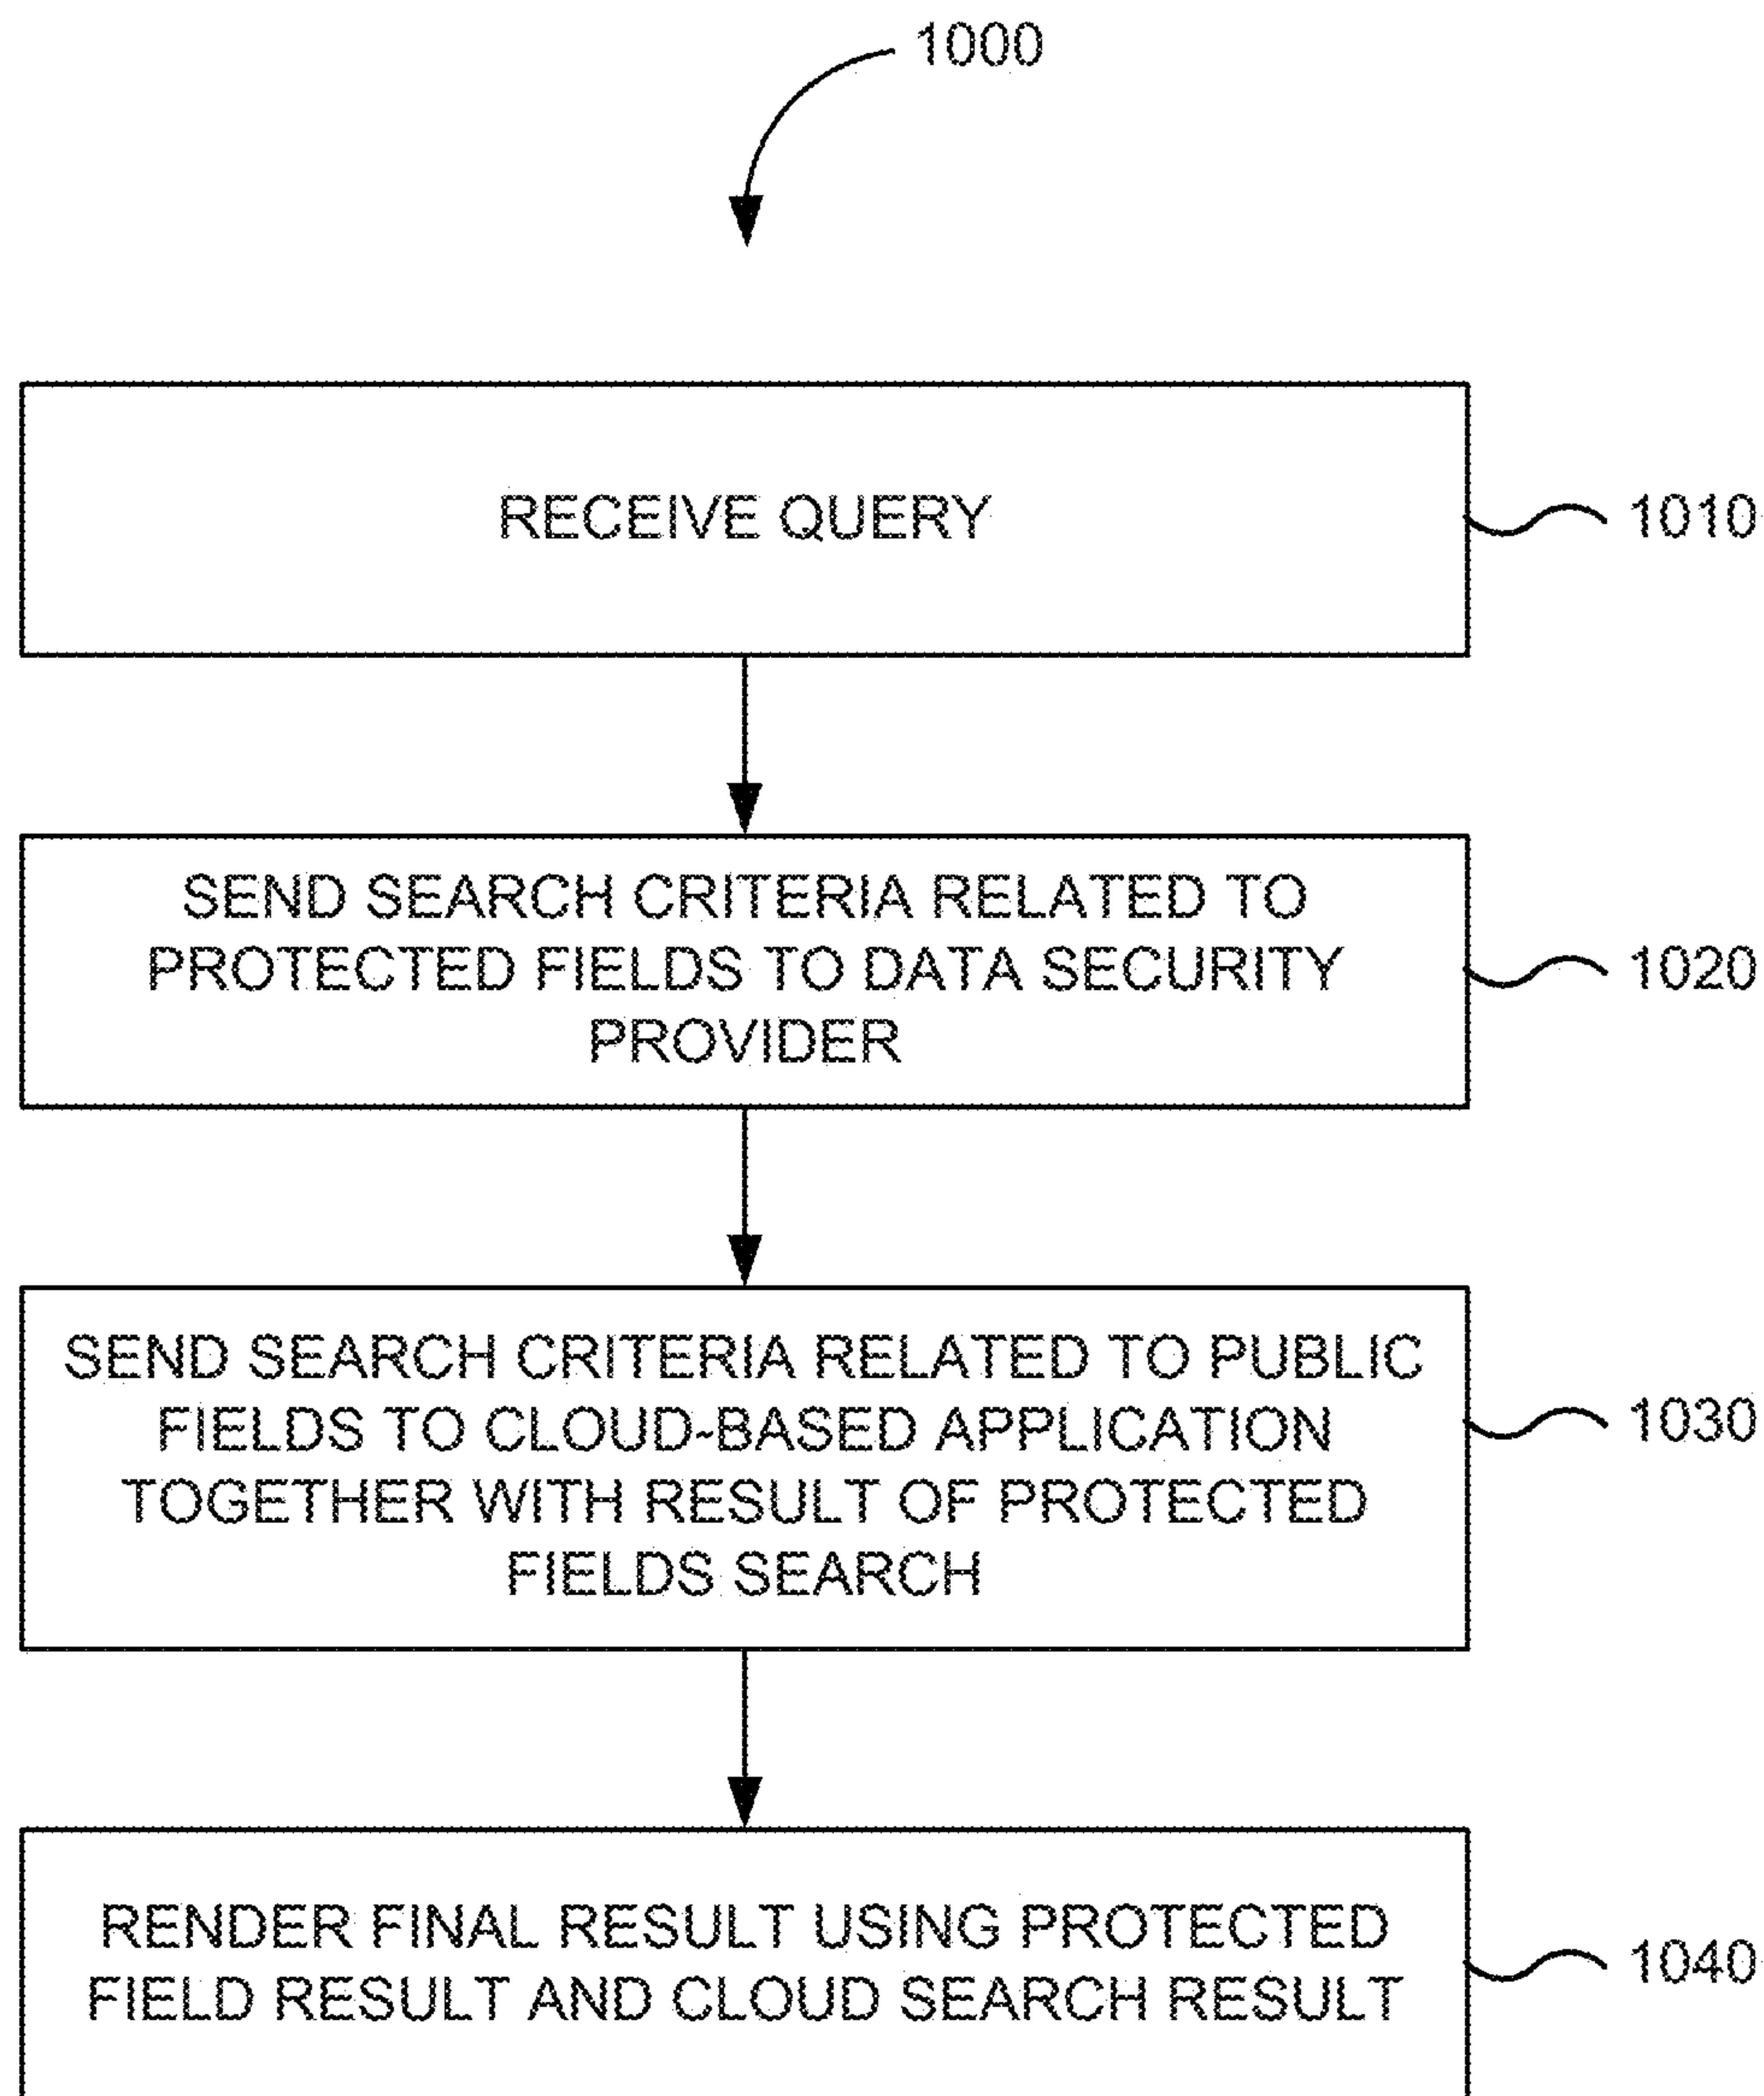 1000
RECEIVE QUERY
1010
SEND SEARCH CRITERIA RELATED TO
PROTECTED FIELDS TO DATA SECURITY
PROVIDER
1020
SEND SEARCH CRITERIA RELATED TO PUBLIC
FIELDS TO CLOUD-BASED APPLICATION
TOGETHER WITH RESULT OF PROTECTED
FIELDS SEARCH
1030
RENDER FINAL RESULT USING PROTECTED
FIELD RESULT AND CLOUD SEARCH RESULT
1040